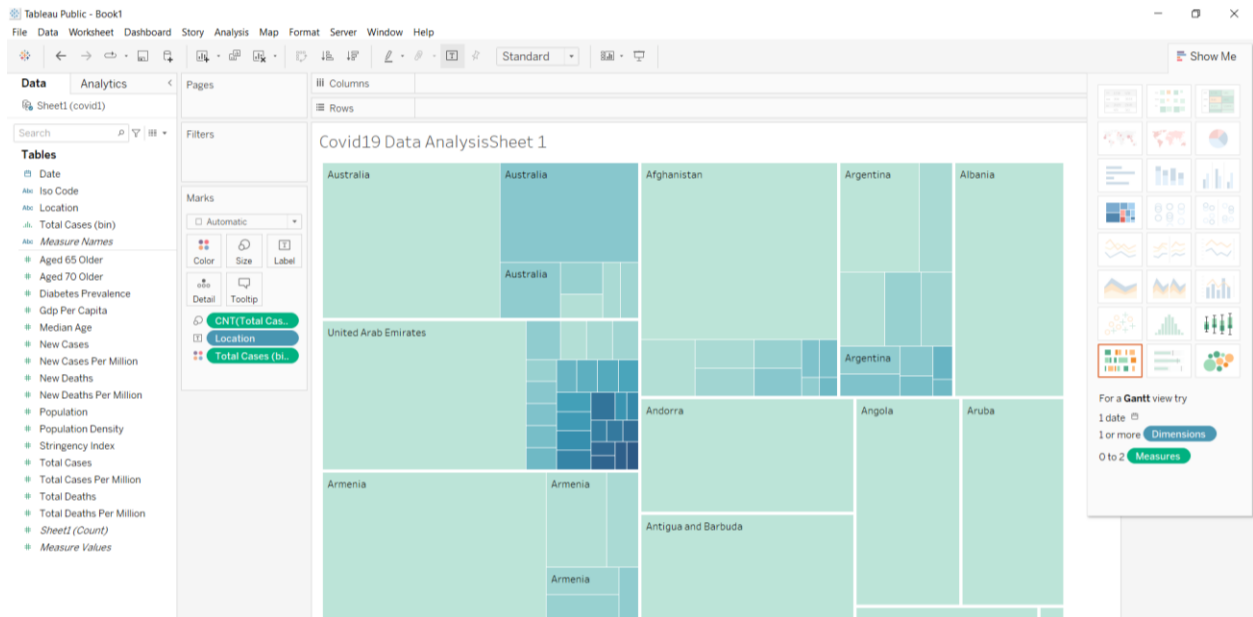 Tableau Public - Book1
File Data Worksheet Dashboard Story Analysis Map Format Server Window Help
Standard
Show Me
Data Analytics
Sheet1 (covid1)
Search
Tables
Date
Abc Iso Code
Abc Location
Total Cases (bin)
Abc Measure Names
# Aged 65 Older
# Aged 70 Older
# Diabetes Prevalence
# Gdp Per Capita
# Median Age
# New Cases
# New Cases Per Million
# New Deaths
# New Deaths Per Million
# Population
# Population Density
# Stringency Index
# Total Cases
# Total Cases Per Million
# Total Deaths
# Total Deaths Per Million
# Sheet1 (Count)
# Measure Values
Pages
Filters
Marks
Automatic
Color Size Label
Detail Tooltip
CNT(Total Cas..
Location
Total Cases (bi..
Columns
Rows
Covid19 Data AnalysisSheet 1
Australia
Australia
Australia
United Arab Emirates
Armenia
Armenia
Armenia
Afghanistan
Argentina
Argentina
Albania
Andorra
Angola
Aruba
Antigua and Barbuda
For a Gantt view try
1 date
1 or more Dimensions
0 to 2 Measures